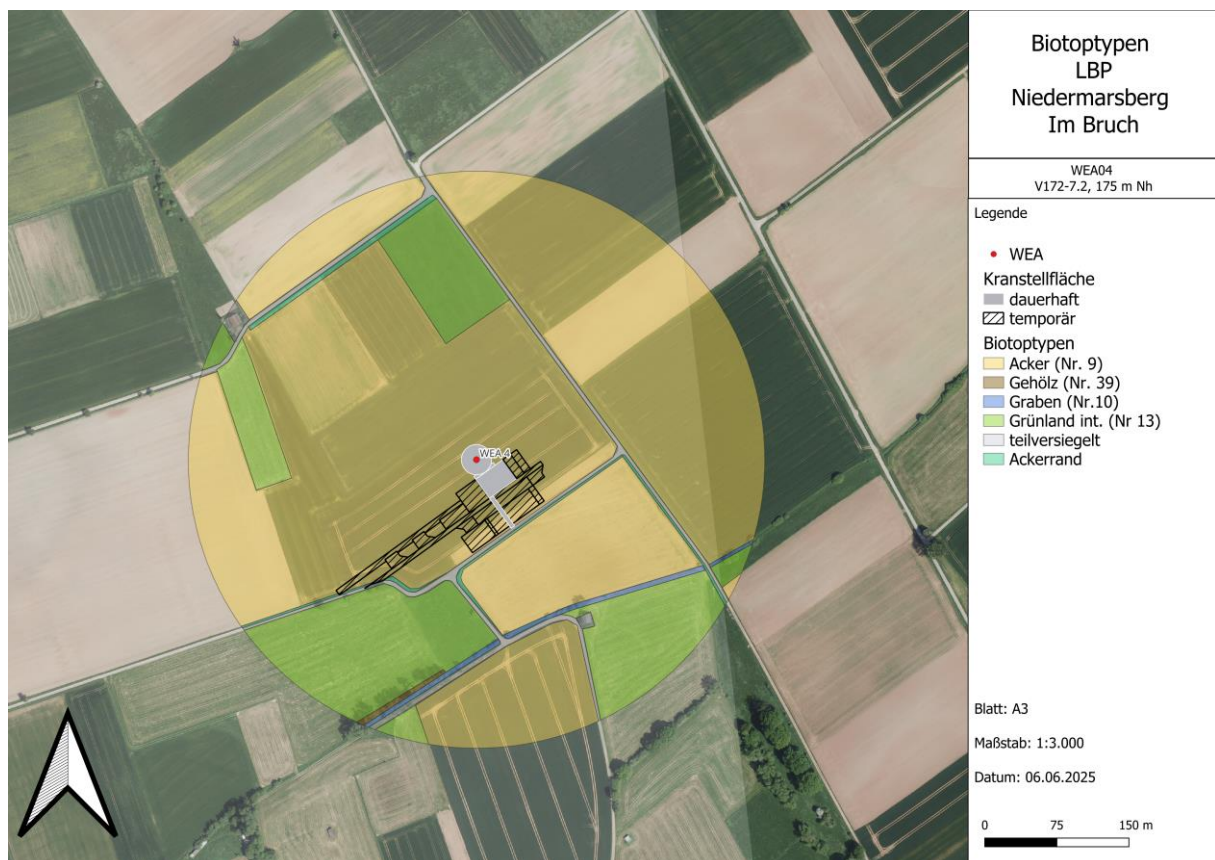 Biotoptypen
LBP
Niedermarsberg
Im Bruch
WEA04
V172-7.2, 175 m Nh
Legende
WEA
Kranstellfläche
dauerhaft
temporär
Biotoptypen
Acker (Nr. 9)
Gehölz (Nr. 39)
Graben (Nr.10)
Grünland int. (Nr 13)
teilversiegelt
Ackerrand
WEA 4
Blatt: A3
Maßstab: 1:3.000
Datum: 06.06.2025
0 75 150 m